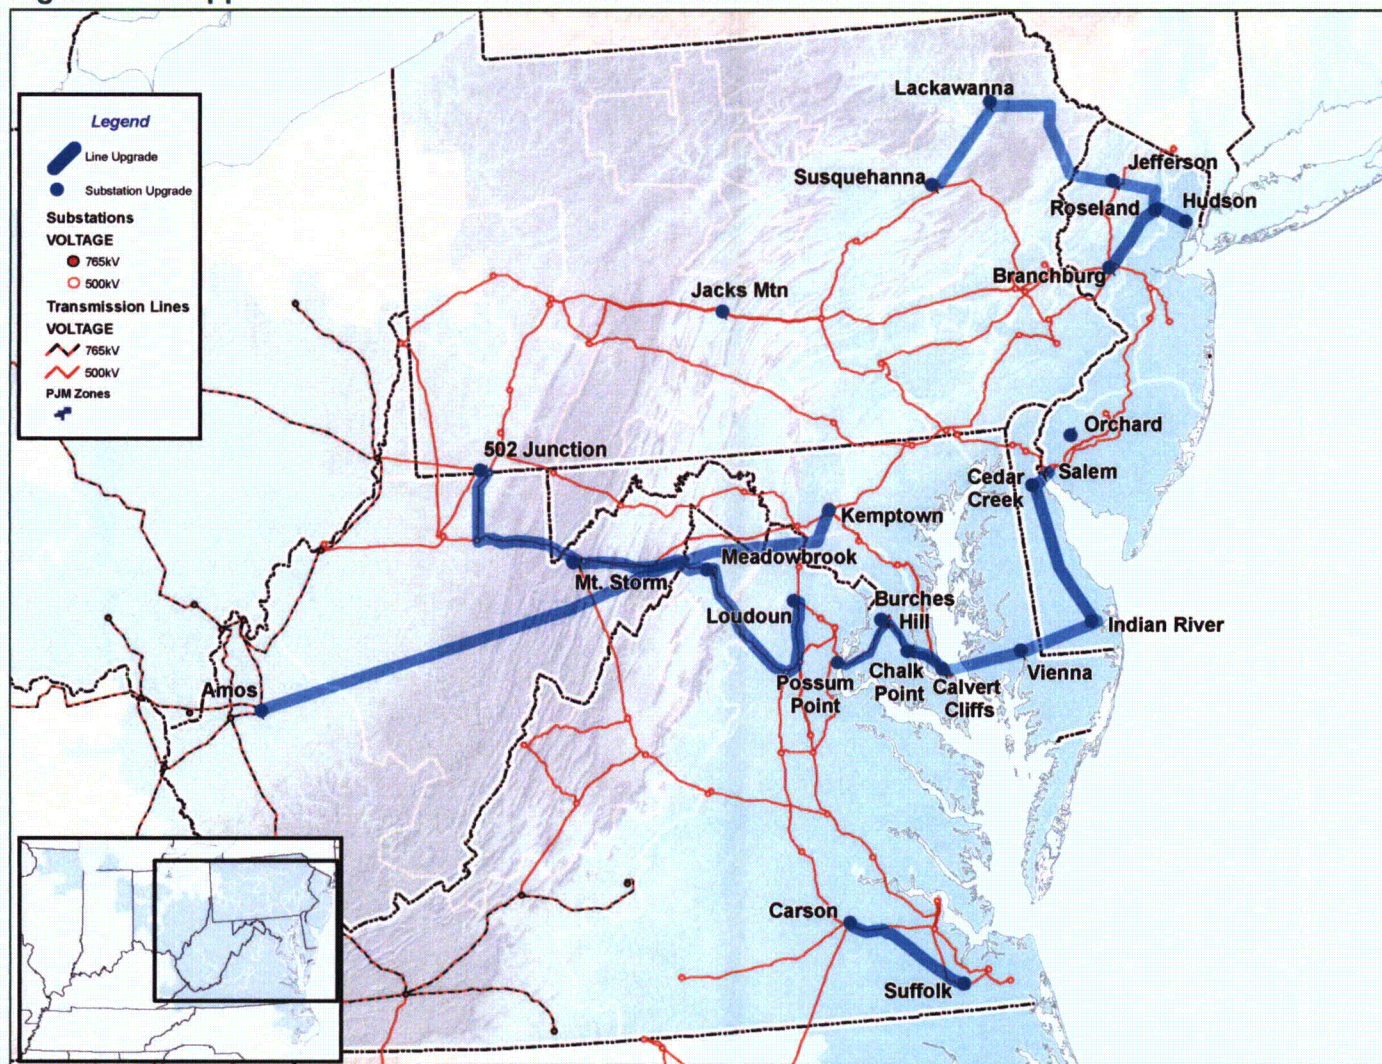 Legend
Line Upgrade
Substation Upgrade
Substations
VOLTAGE
765kV
500kV
Transmission Lines
VOLTAGE
765kV
500kV
PJM Zones
Lackawanna
Susquehanna
Jefferson
Roseland
Hudson
Branchburg
Jacks Mtn
Orchard
502 Junction
Cedar
Creek
Salem
Kemptown
Meadowbrook
Mt. Storm
Loudoun
Burches
Hill
Indian River
Possum
Point
Chalk
Point
Calvert
Cliffs
Vienna
Amos
Carson
Suffolk